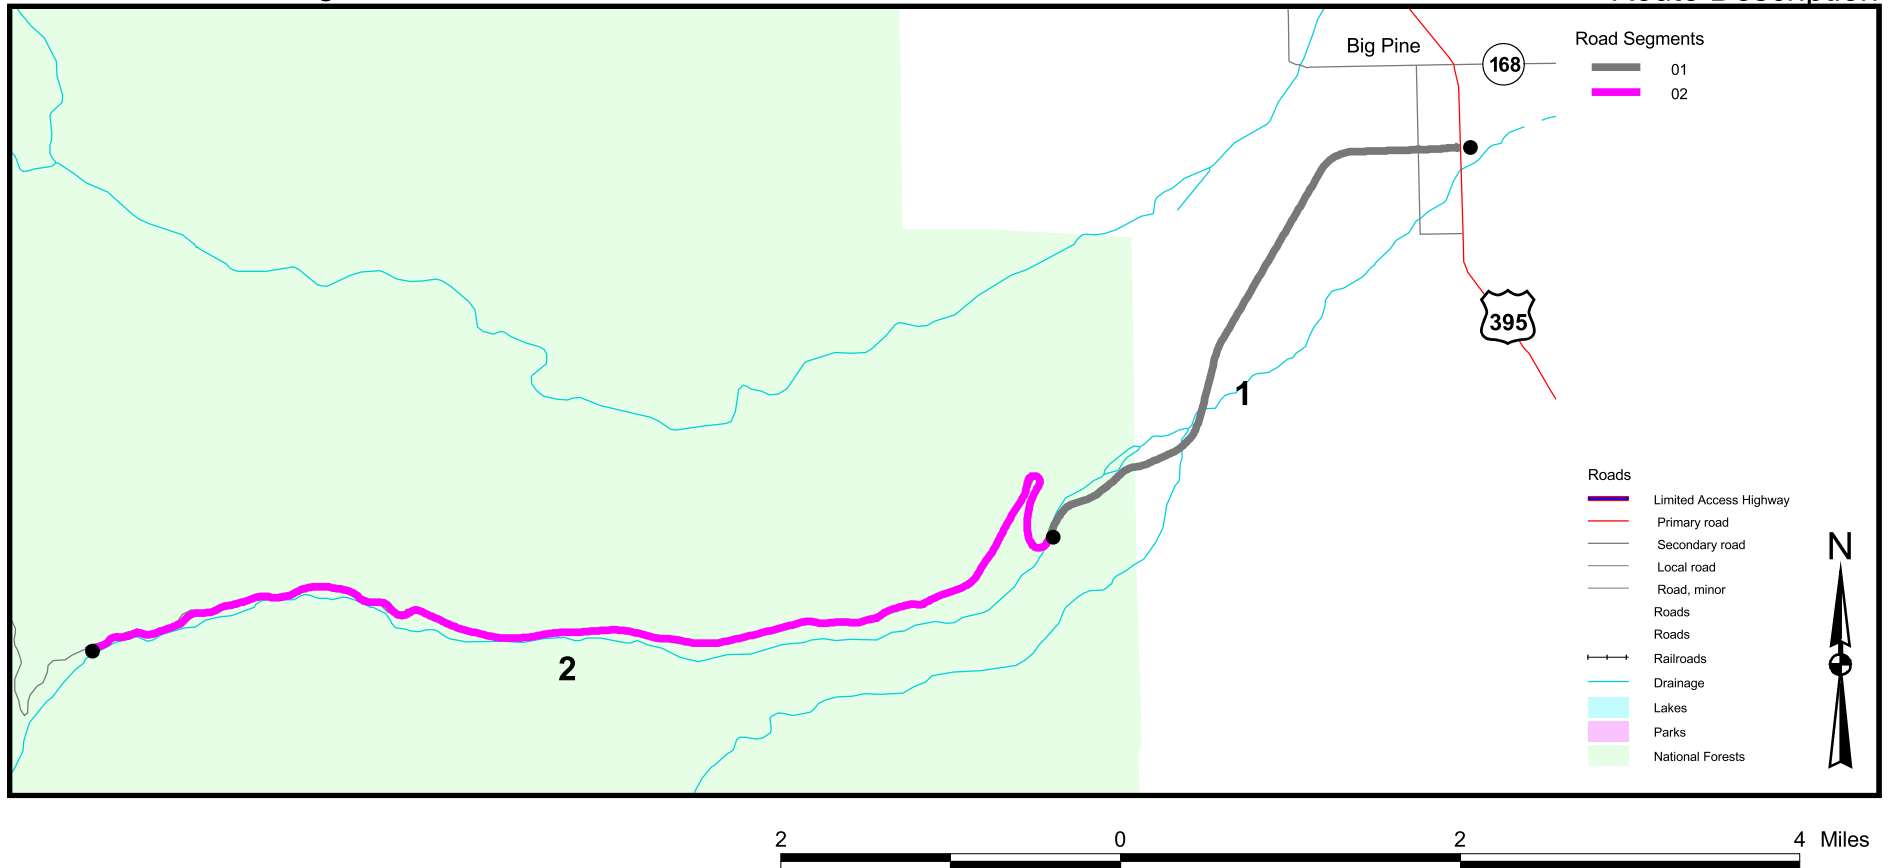 Big Pine
168
395
1
2
Road Segments
01
02
Roads
Limited Access Highway
Primary road
Secondary road
Local road
Road, minor
Roads
Roads
Railroads
Drainage
Lakes
Parks
National Forests
N
2 0 2 4 Miles